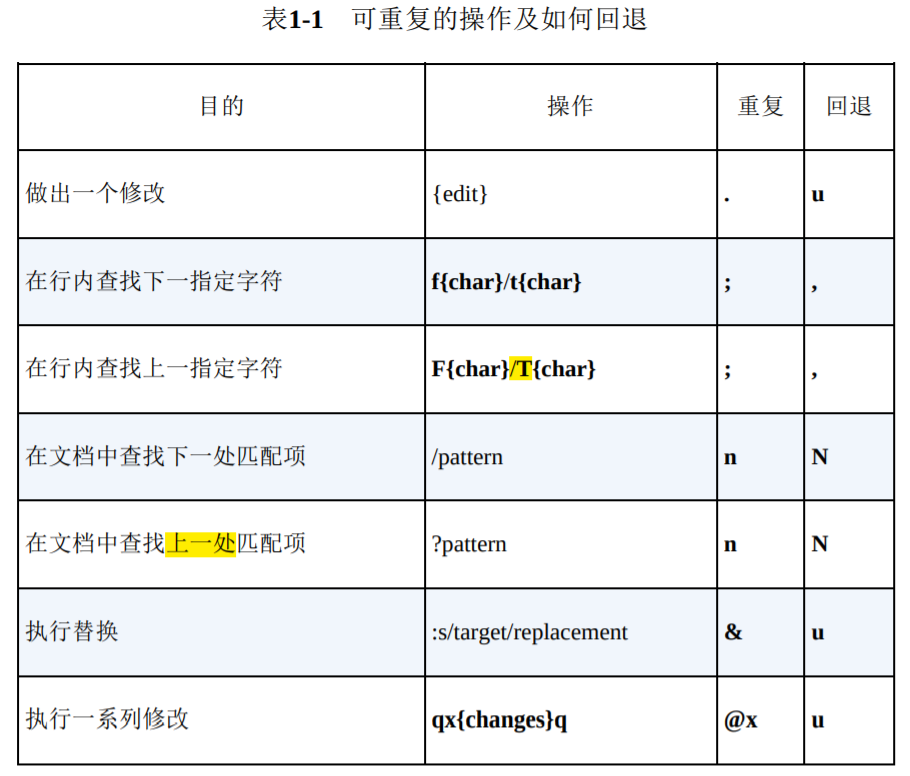 表1-1 可重复的操作及如何回退
目的 操作 重复 回退
做出一个修改 {edit} . u
在行内查找下一指定字符 f{char}/t{char} ; ,
在行内查找上一指定字符 F{char}/T{char} ; ,
在文档中查找下一处匹配项 /pattern n N
在文档中查找上一处匹配项 ?pattern n N
执行替换 :s/target/replacement & u
执行一系列修改 qx{changes}q @x u